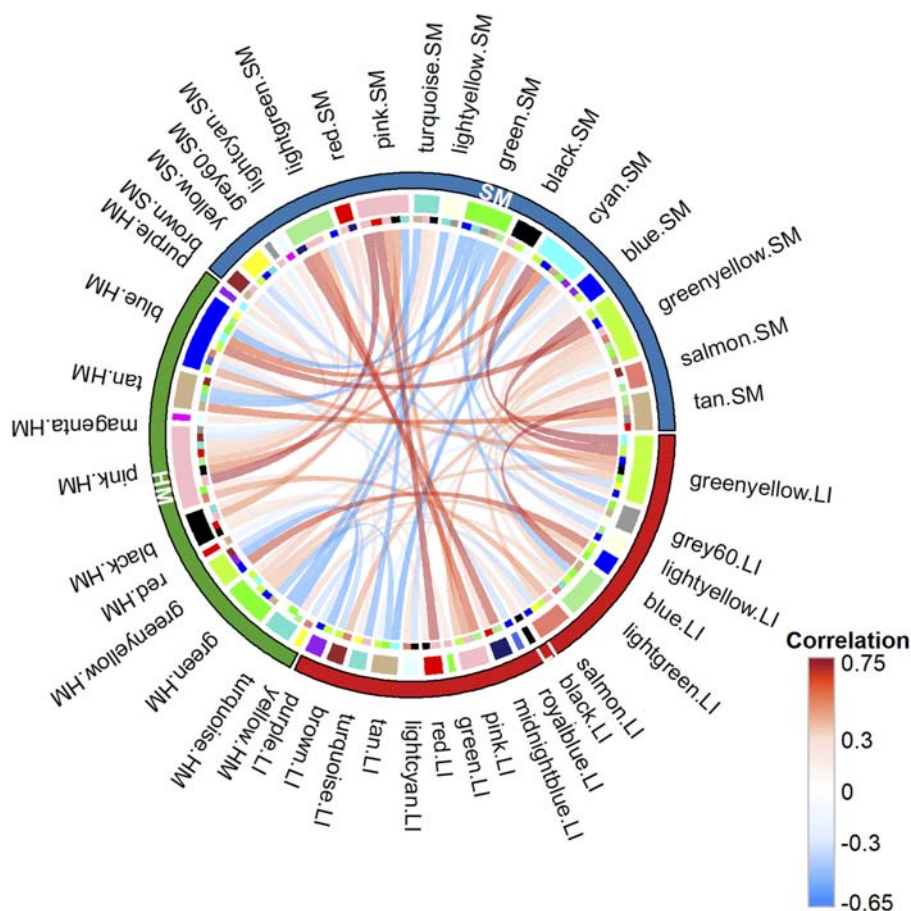 purple.HM
brown.SM
yellow.SM
grey60.SM
lightcyan.SM
lightgreen.SM
red.SM
pink.SM
turquoise.SM
lightyellow.SM
green.SM
black.SM
cyan.SM
blue.SM
greenyellow.SM
salmon.SM
tan.SM
greenyellow.LI
grey60.LI
lightyellow.LI
blue.LI
lightgreen.LI
salmon.LI
black.LI
royalblue.LI
midnightblue.LI
pink.LI
green.LI
red.LI
lightcyan.LI
tan.LI
turquoise.LI
brown.LI
purple.LI
yellow.HM
turquoise.HM
green.HM
greenyellow.HM
red.HM
black.HM
pink.HM
magenta.HM
tan.HM
blue.HM
SM
HM
Correlation
0.75
0.3
0
-0.3
-0.65